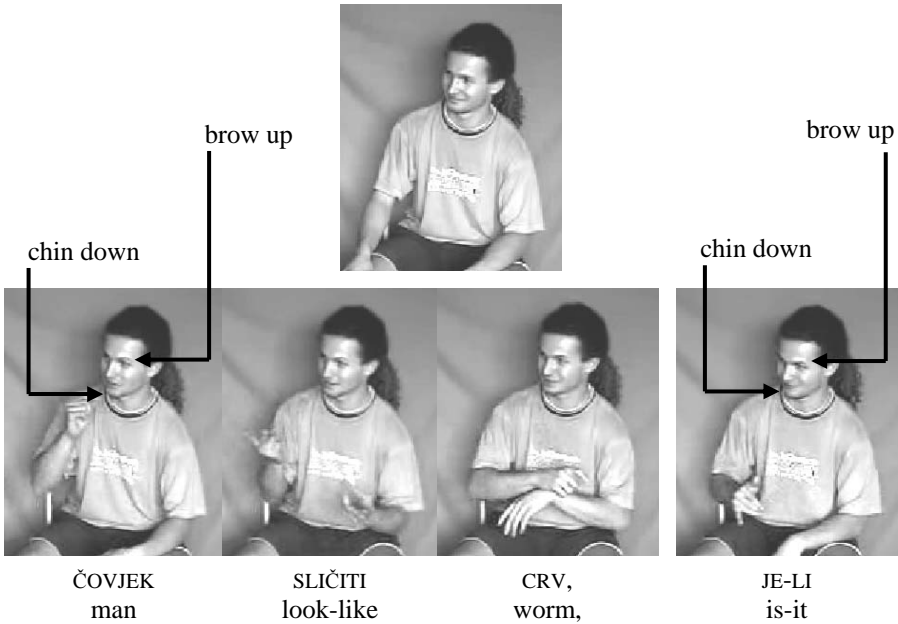 brow up
brow up
chin down
chin down
ČOVJEK
man
SLIČITI
look-like
CRV,
worm,
JE-LI
is-it